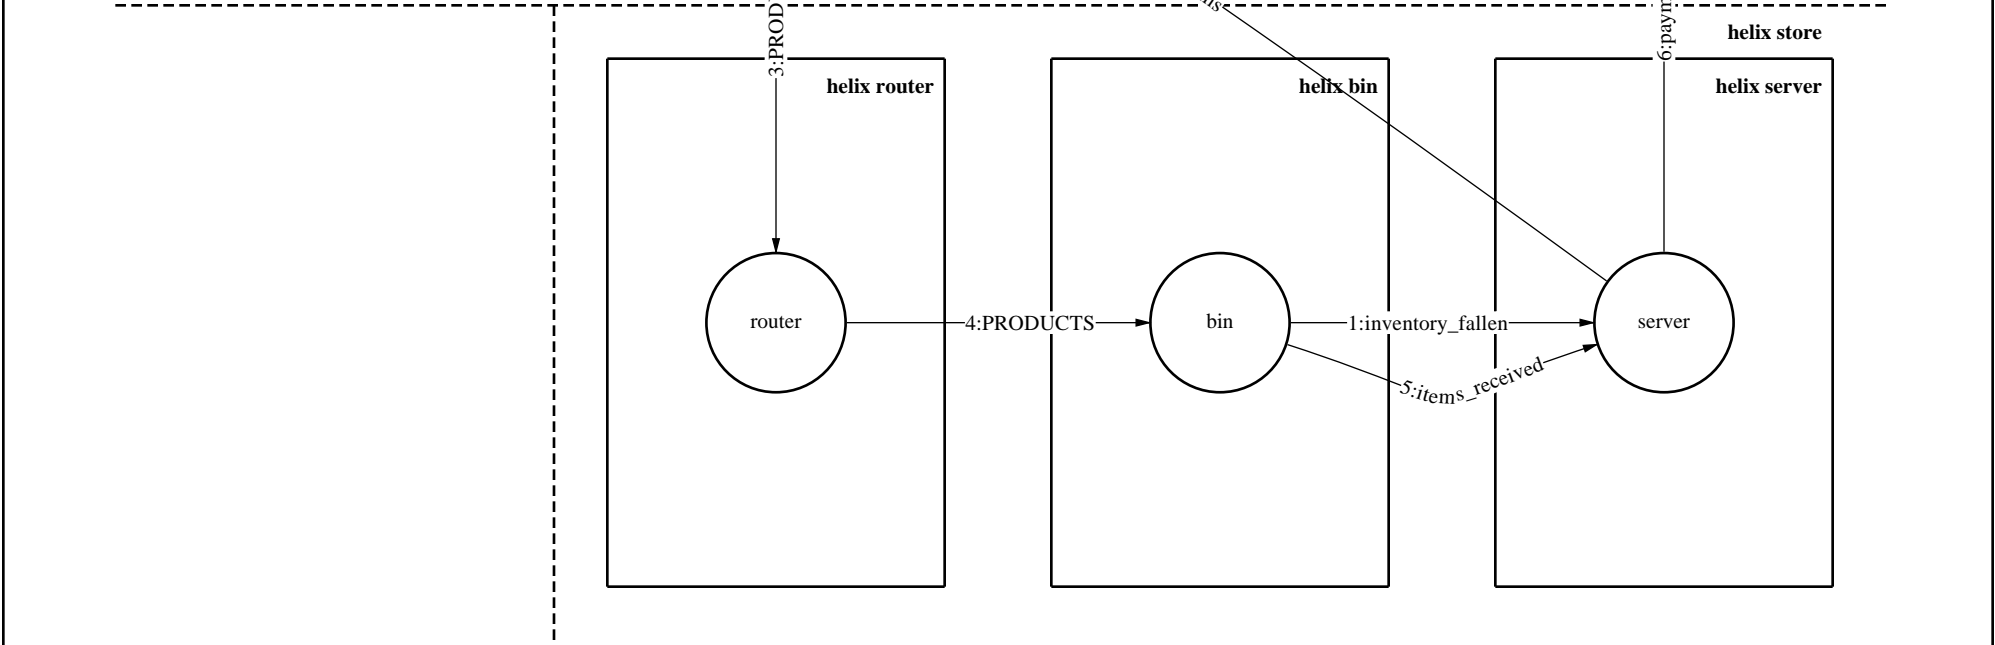 3:PROD
ms
6:paym
helix store
helix router
helix bin
helix server
router
4:PRODUCTS
bin
1:inventory_fallen
server
5:items_received